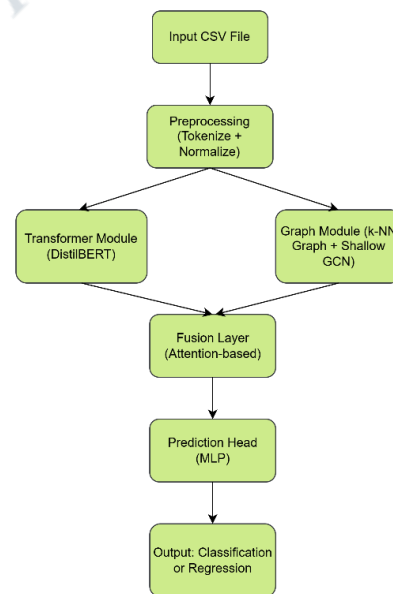 Input CSV File
Preprocessing
(Tokenize +
Normalize)
Transformer Module
(DistilBERT)
Graph Module (k-NN
Graph + Shallow
GCN)
Fusion Layer
(Attention-based)
Prediction Head
(MLP)
Output: Classification
or Regression